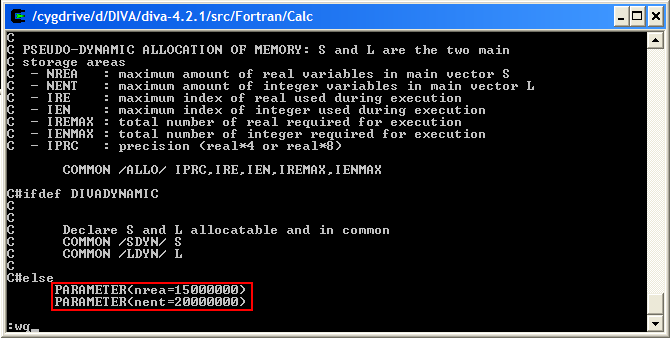 /cygdrive/d/DIVA/diva-4.2.1/src/Fortran/Calc
C
C PSEUDO-DYNAMIC ALLOCATION OF MEMORY: S and L are the two main
C storage areas
C  - NREA   : maximum amount of real variables in main vector S
C  - NENT   : maximum amount of integer variables in main vector L
C  - IRE    : maximum index of real used during execution
C  - IEN    : maximum index of integer used during execution
C  - IREMAX : total number of real required for execution
C  - IENMAX : total number of integer required for execution
C  - IPRC   : precision (real*4 or real*8)
COMMON /ALLO/ IPRC,IRE,IEN,IREMAX,IENMAX
C#ifdef DIVADYNAMIC
C
C
C      Declare S and L allocatable and in common
C      COMMON /SDYN/ S
C      COMMON /LDYN/ L
C
C#else
PARAMETER(nrea=15000000)
PARAMETER(nent=20000000)
:wq